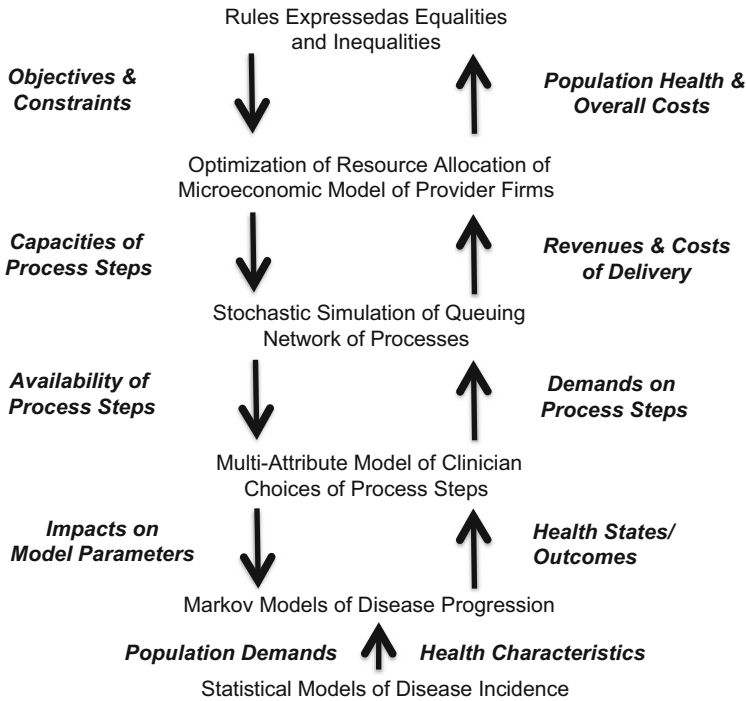 Rules Expressedas Equalities
and Inequalities
Objectives &
Constraints
Population Health &
Overall Costs
Optimization of Resource Allocation of
Microeconomic Model of Provider Firms
Capacities of
Process Steps
Revenues & Costs
of Delivery
Stochastic Simulation of Queuing
Network of Processes
Availability of
Process Steps
Demands on
Process Steps
Multi-Attribute Model of Clinician
Choices of Process Steps
Impacts on
Model Parameters
Health States/
Outcomes
Markov Models of Disease Progression
Population Demands
Health Characteristics
Statistical Models of Disease Incidence